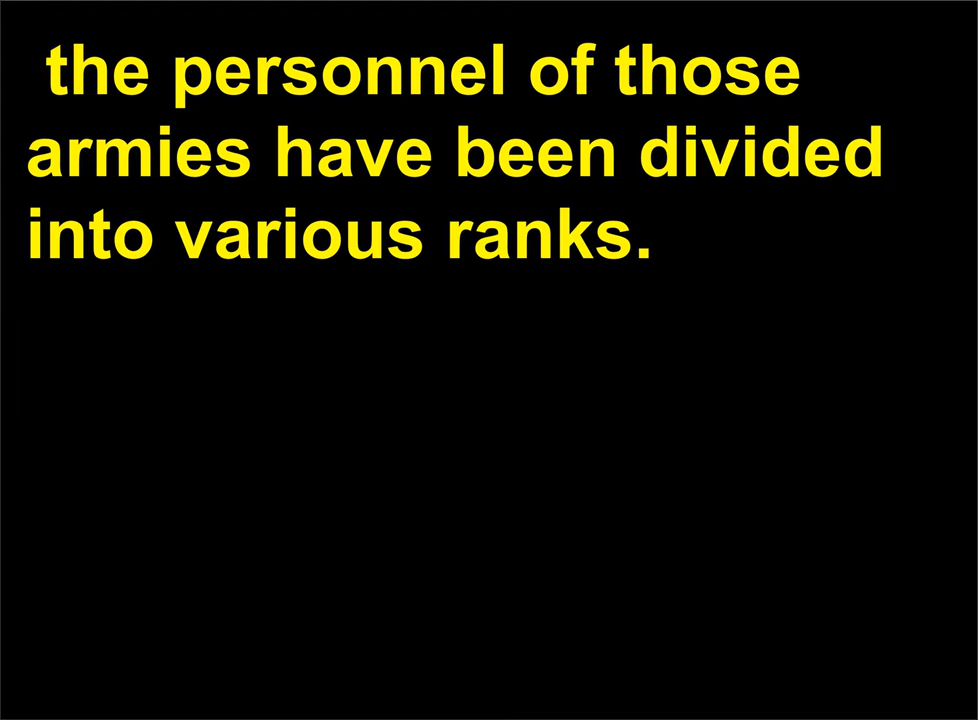 the personnel of those
armies have been divided
into various ranks.